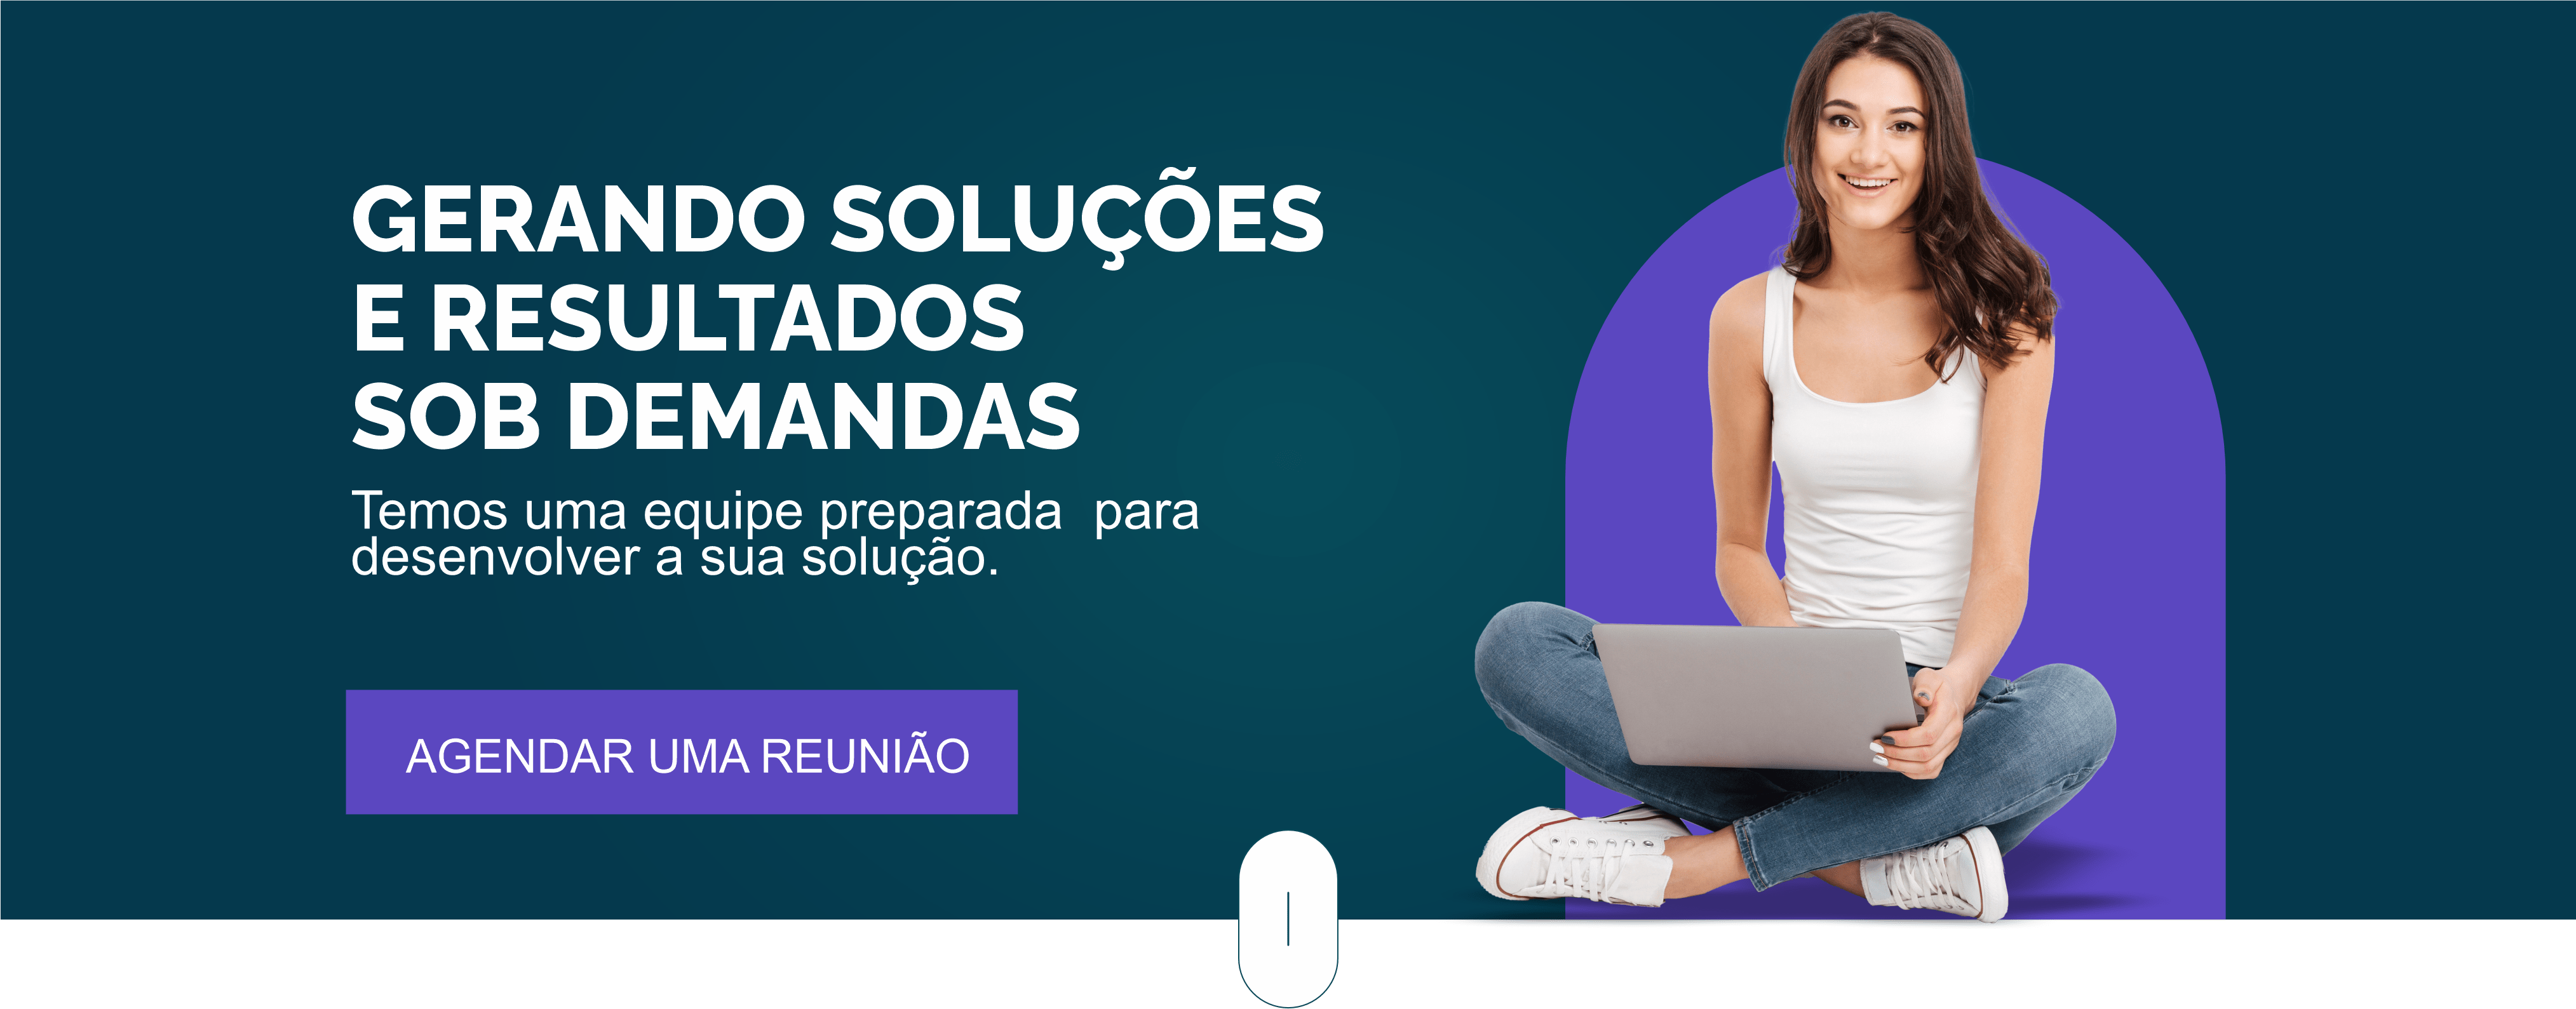 GERANDO SOLUÇÕES
E RESULTADOS
SOB DEMANDAS
Temos uma equipe preparada  para
desenvolver a sua solução.
AGENDAR UMA REUNIÃO